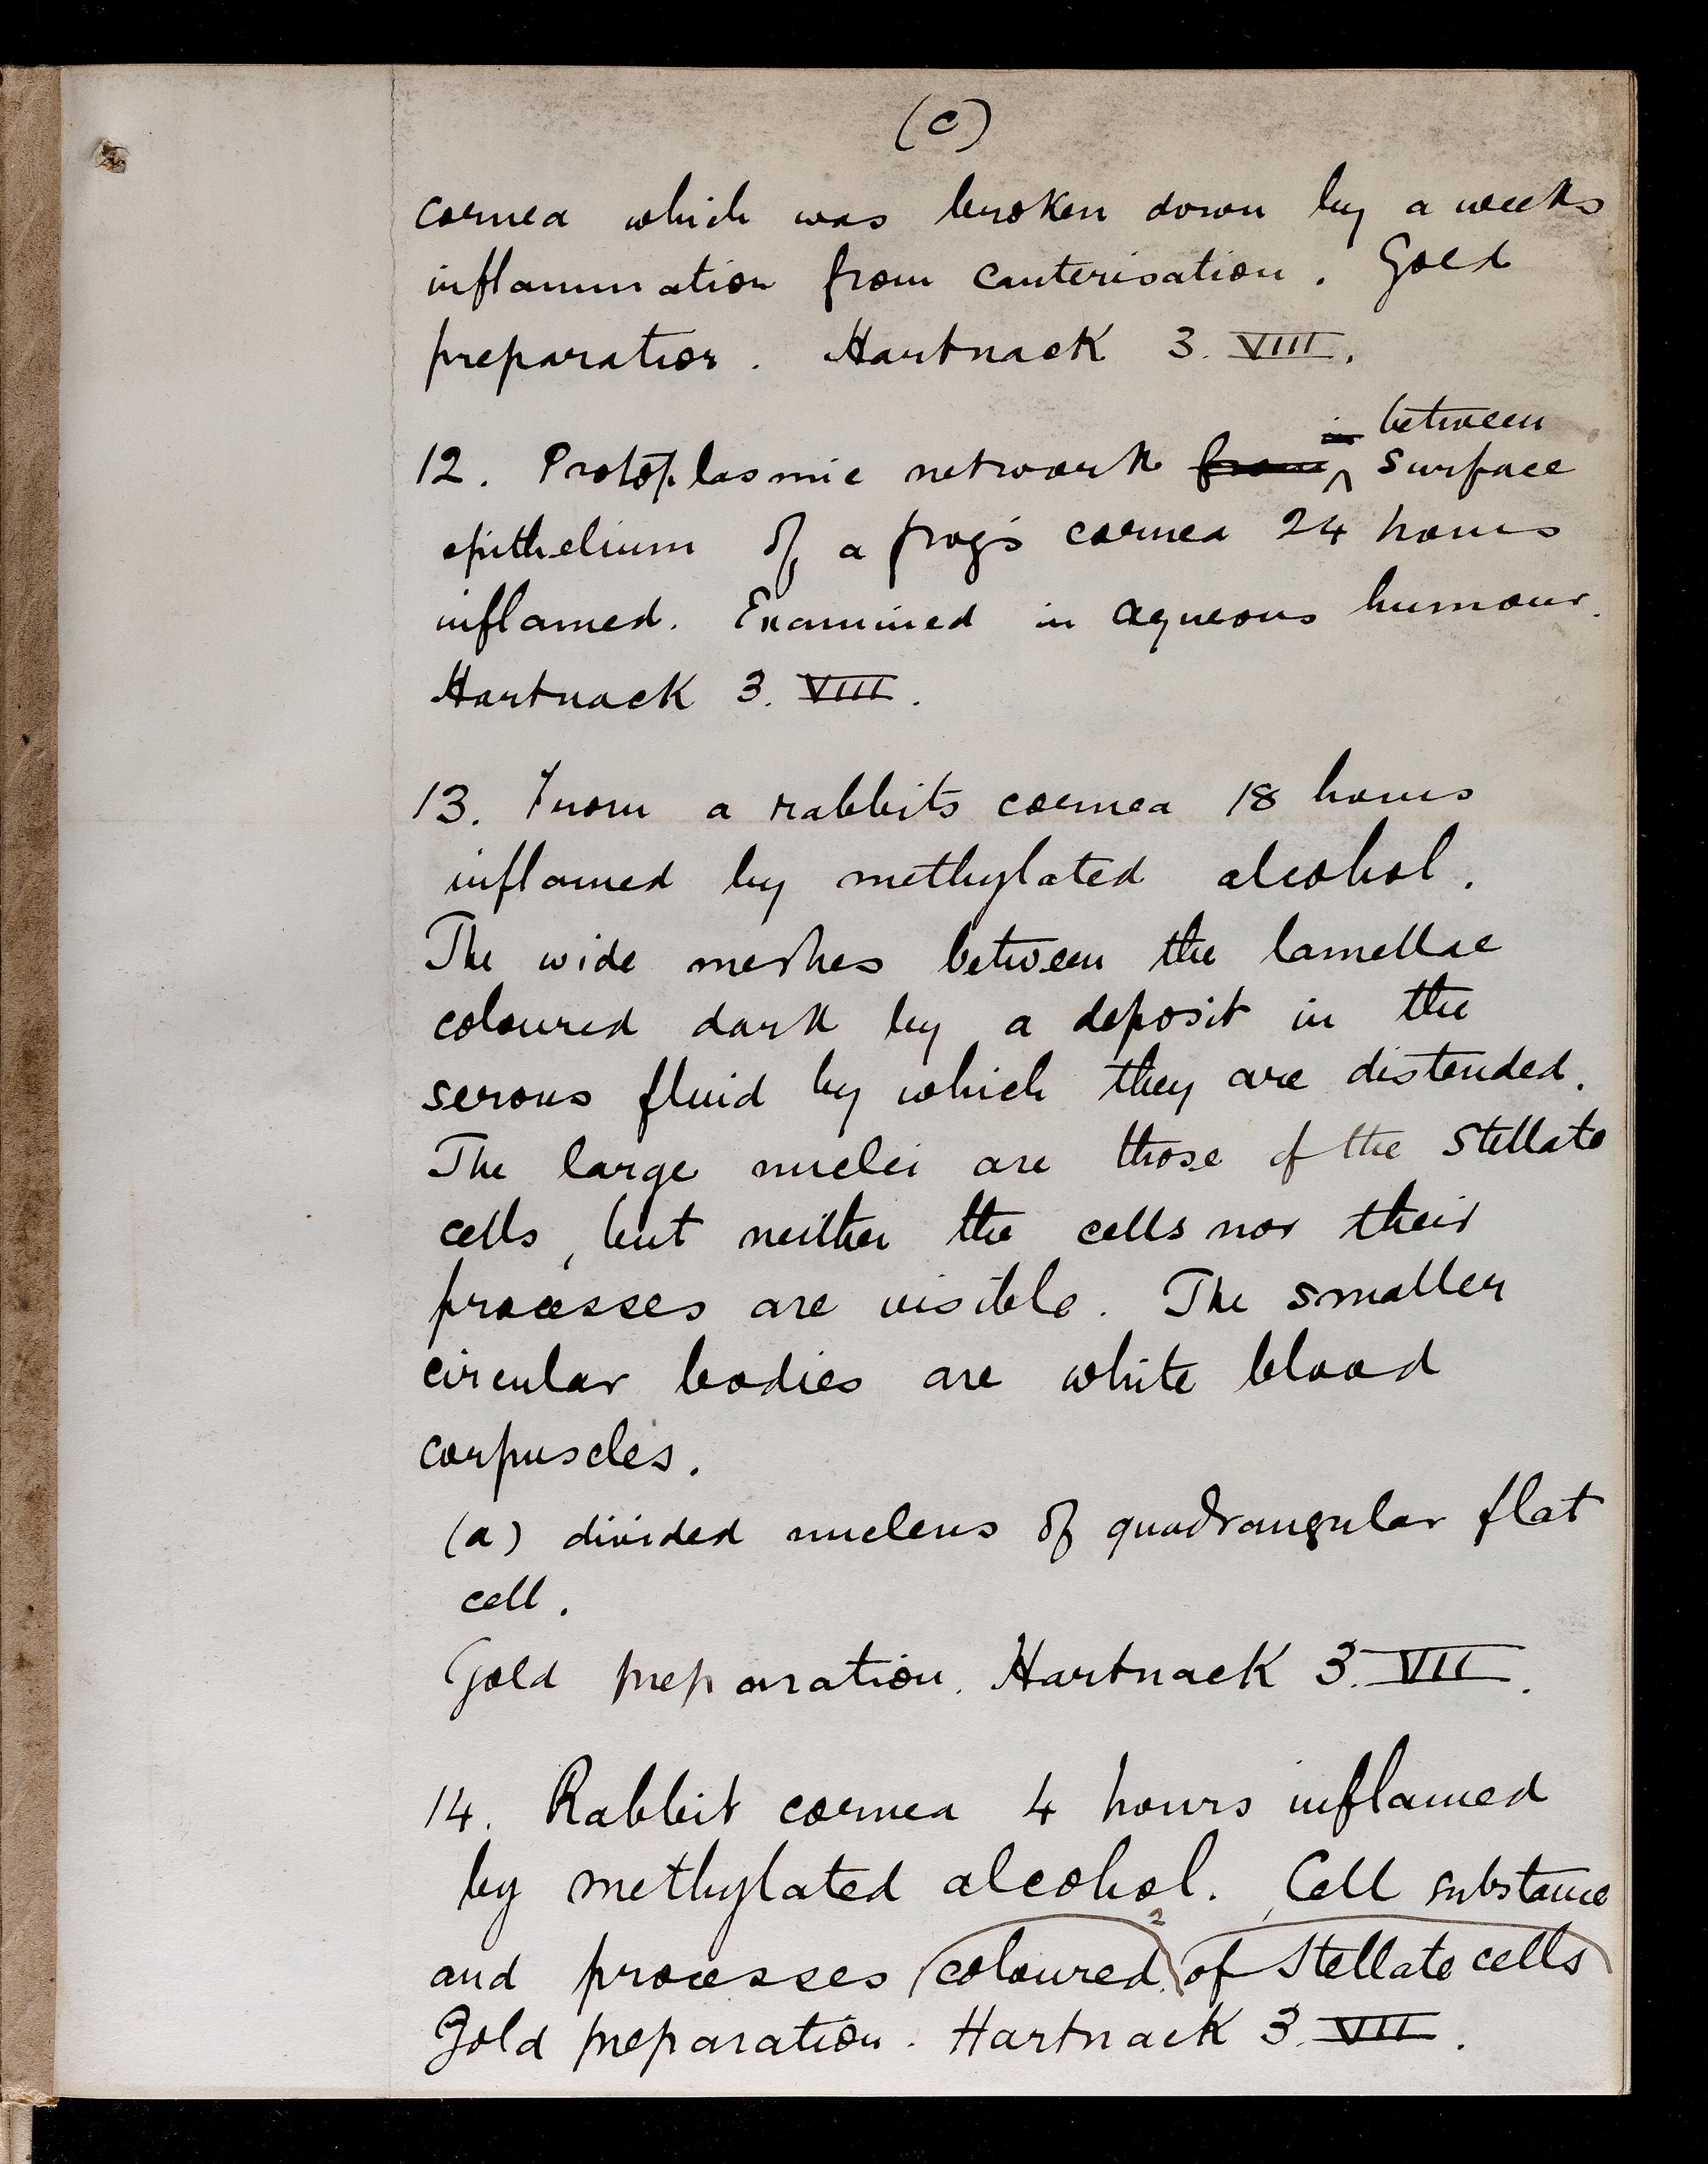 (c)
cornea which was broken down by a weeks
inflammation from cauterisation. Gold
preparation. Hartnack 3. VIII.
in between
12. Protoplasmic network from ^ surface
epithelium of a frog's cornea 24 hours
inflamed. Examined in aqueous humour.
Hartnack 3. VIII.
13. From a rabbits cornea 18 hours
inflamed by methylated alcohol.
The wide meshes between the lamellae
coloured dark by a deposit in the
serous fluid by which they are distended.
The large nuclei are those of the stellate
cells, but neither the cells nor their
processes are visible. The smaller
circular bodies are white blood
corpuscles.
(a) divided nucleus of quadrangular flat
cell.
Gold preparation. Hartnack 3. VII.
14. Rabbit cornea 4 hours inflamed
by methylated alcohol. Cell substance
and processes coloured. of stellate cells
Gold preparation. Hartnack 3. VII.